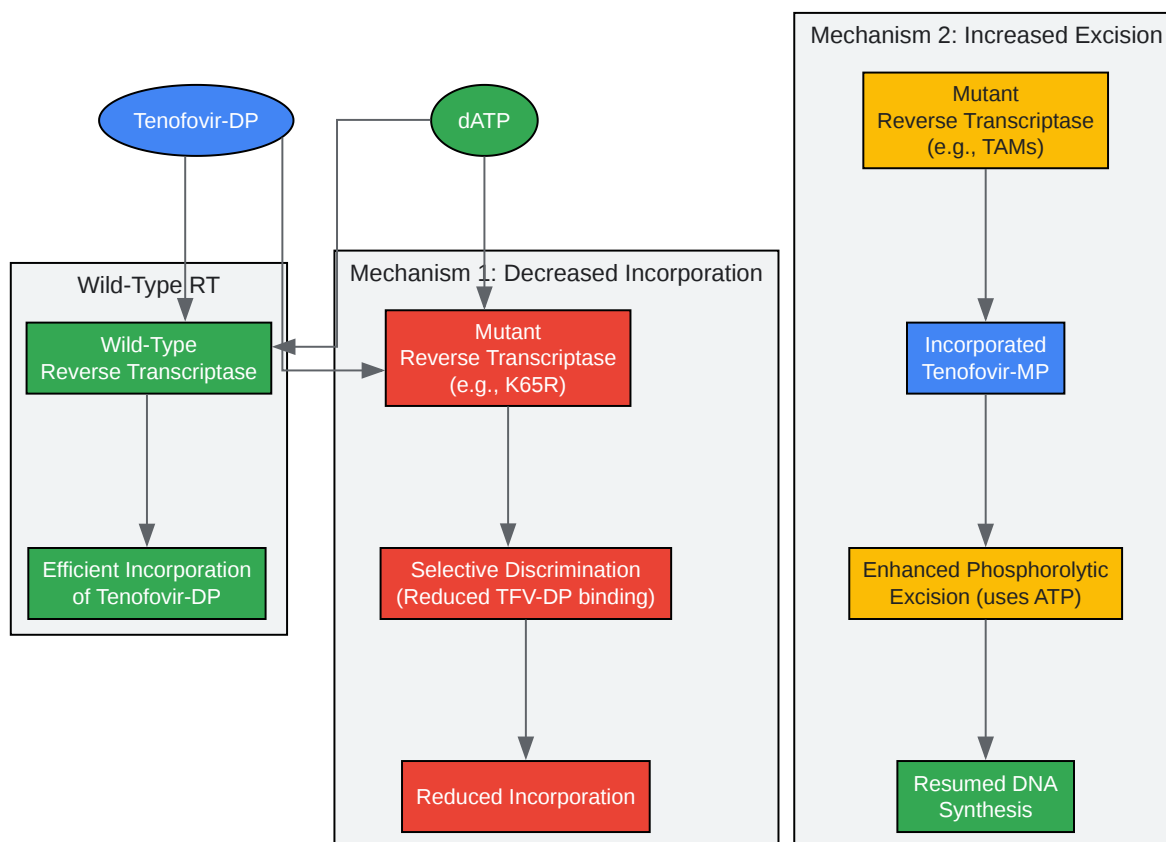 Mechanism 2: Increased Excision
Mutant
Reverse Transcriptase
(e.g., TAMs)
Tenofovir-DP
dATP
Wild-Type RT
Mechanism 1: Decreased Incorporation
Wild-Type
Reverse Transcriptase
Mutant
Reverse Transcriptase
(e.g., K65R)
Incorporated
Tenofovir-MP
Efficient Incorporation
of Tenofovir-DP
Selective Discrimination
(Reduced TFV-DP binding)
Enhanced Phosphorolytic
Excision (uses ATP)
Reduced Incorporation
Resumed DNA
Synthesis